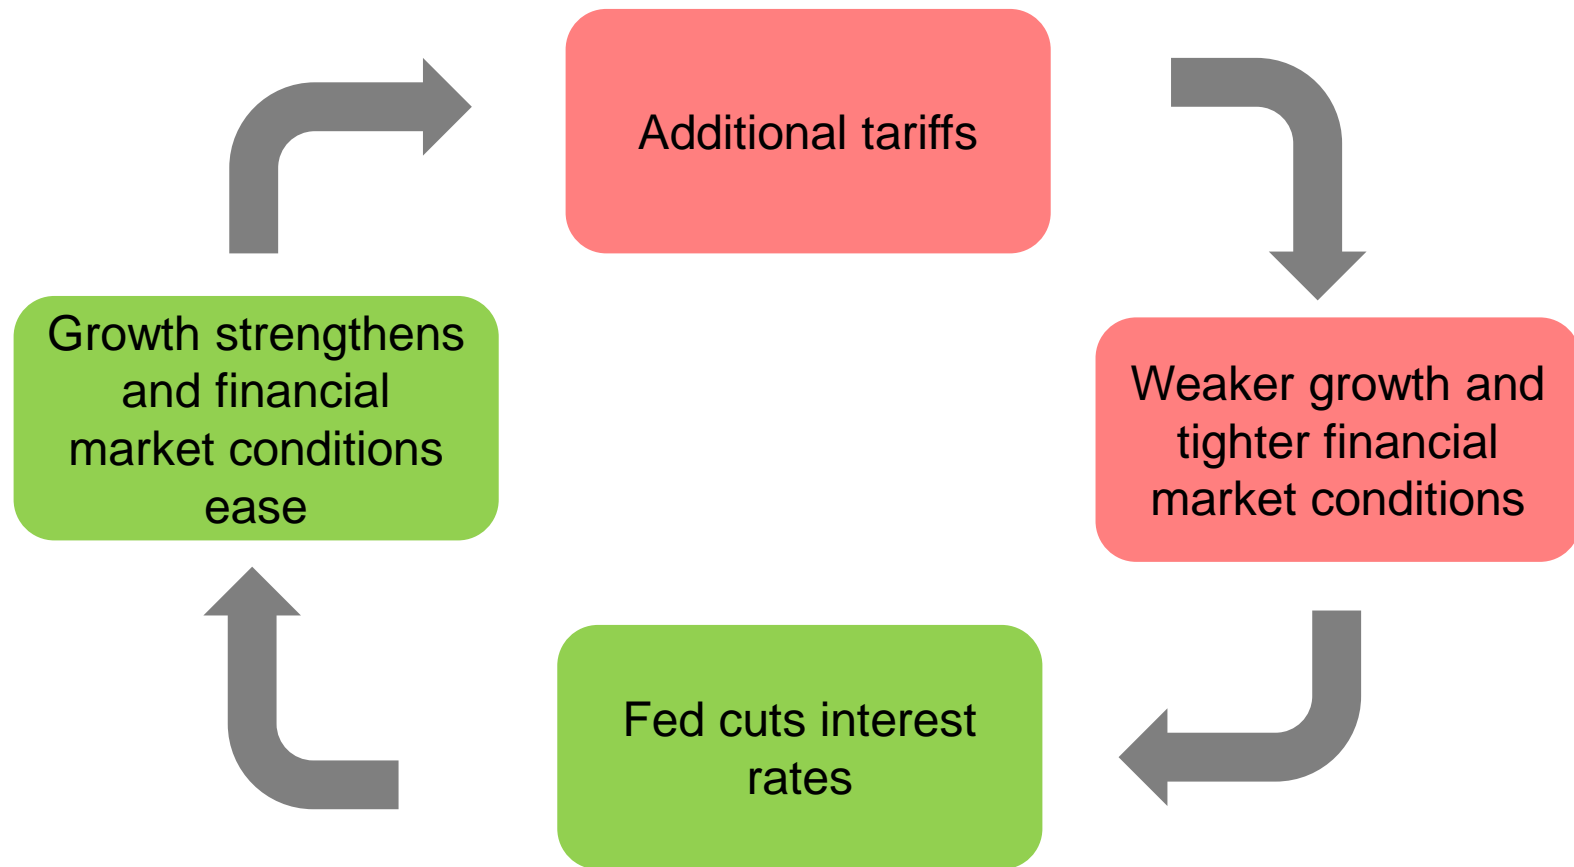 Additional tariffs
Growth strengthens
and financial
market conditions
ease
Weaker growth and
tighter financial
market conditions
Fed cuts interest
rates